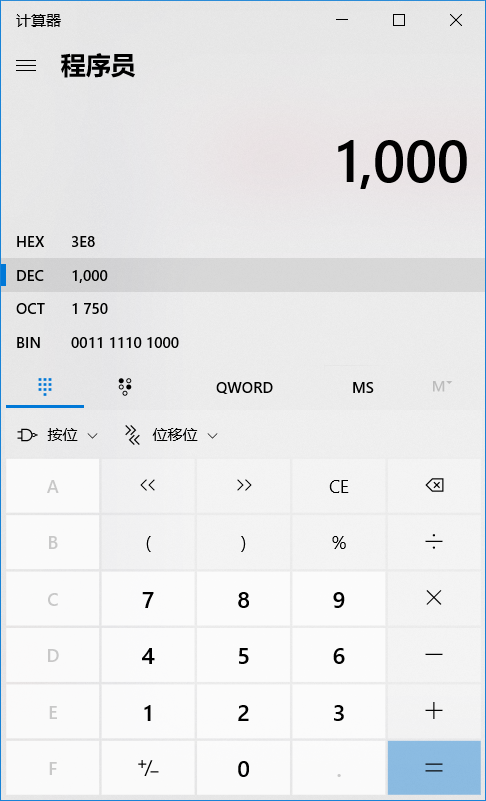 计算器
程序员
1,000
HEX 3E8
DEC 1,000
OCT 1 750
BIN 0011 1110 1000
QWORD MS M
按位 位移位
A << >> CE
B ( ) % ÷
C 7 8 9 ×
D 4 5 6 −
E 1 2 3 +
F +/− 0 . =